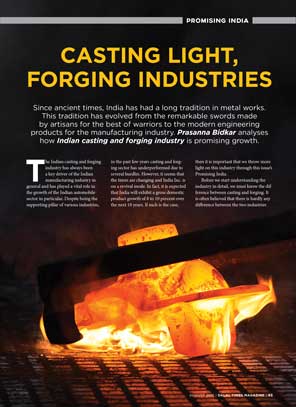 PROMISING INDIA
CASTING LIGHT,
FORGING INDUSTRIES
Since ancient times, India has had a long tradition in metal works.
This tradition has evolved from the remarkable swords made
by artisans for the best of warriors to the modern engineering
products for the manufacturing industry. Prasanna Bidkar analyses
how Indian casting and forging industry is promising growth.
The Indian casting and forging
industry has always been
a key driver of the Indian
manufacturing industry in
general and has played a vital role in
the growth of the Indian automobile
sector in particular. Despite being the
supporting pillar of various industries,
in the past few years casting and forg-
ing sector has underperformed due to
several hurdles. However, it seems that
the times are changing and India Inc. is
on a revival mode. In fact, it is expected
that India will exhibit a gross domestic
product growth of 8 to 10 percent over
the next 10 years. If such is the case,
then it is important that we throw more
light on this industry through this issue's
Promising India.
Before we start understanding the
industry in detail, we must know the dif-
ference between casting and forging. It
is often believed that there is hardly any
difference between the two industries
TIMES MAGAZINE